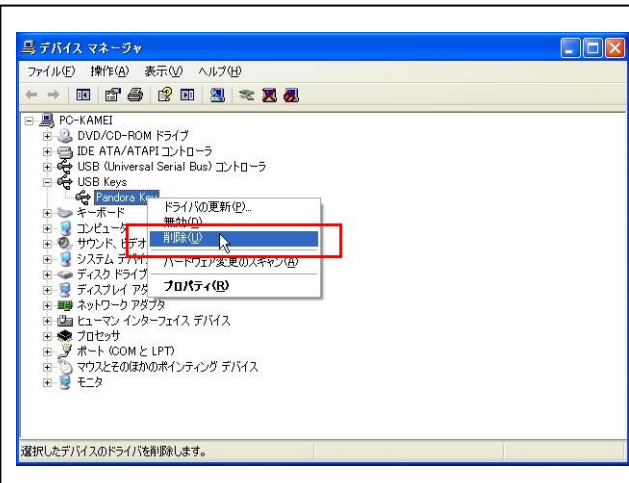 デバイス マネージャ
ファイル(F) 操作(A) 表示(V) ヘルプ(H)
PC-KAMEI
DVD/CD-ROM ドライブ
IDE ATA/ATAPI コントローラ
USB (Universal Serial Bus) コントローラ
USB Keys
Pandora Key
ドライバの更新(P)...
キーボード
無効(D)
コンピュータ
削除(U)
サウンド、ビデオ
システム デバイ
ハードウェア変更のスキャン(A)
ディスク ドライブ
ディスプレイ アダ
プロパティ(R)
ネットワーク アダプタ
ヒューマン インターフェイス デバイス
プロセッサ
ポート (COM と LPT)
マウスとそのほかのポインティング デバイス
モニタ
選択したデバイスのドライバを削除します。